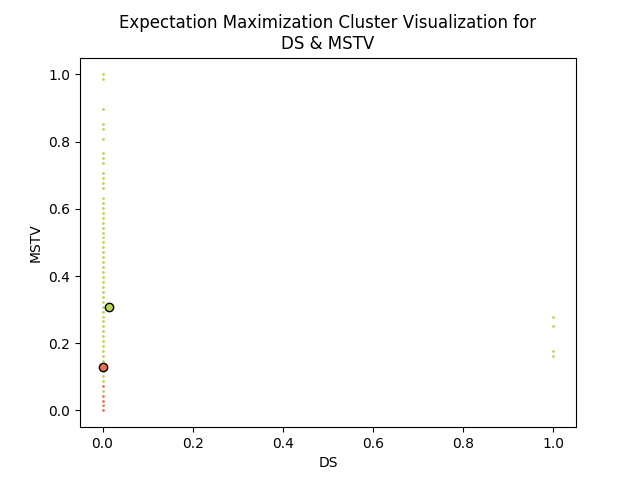 Expectation Maximization Cluster Visualization for
DS & MSTV
1.0
0.8
0.6
0.4
0.2
0.0
MSTV
0.0 0.2 0.4 0.6 0.8 1.0
DS